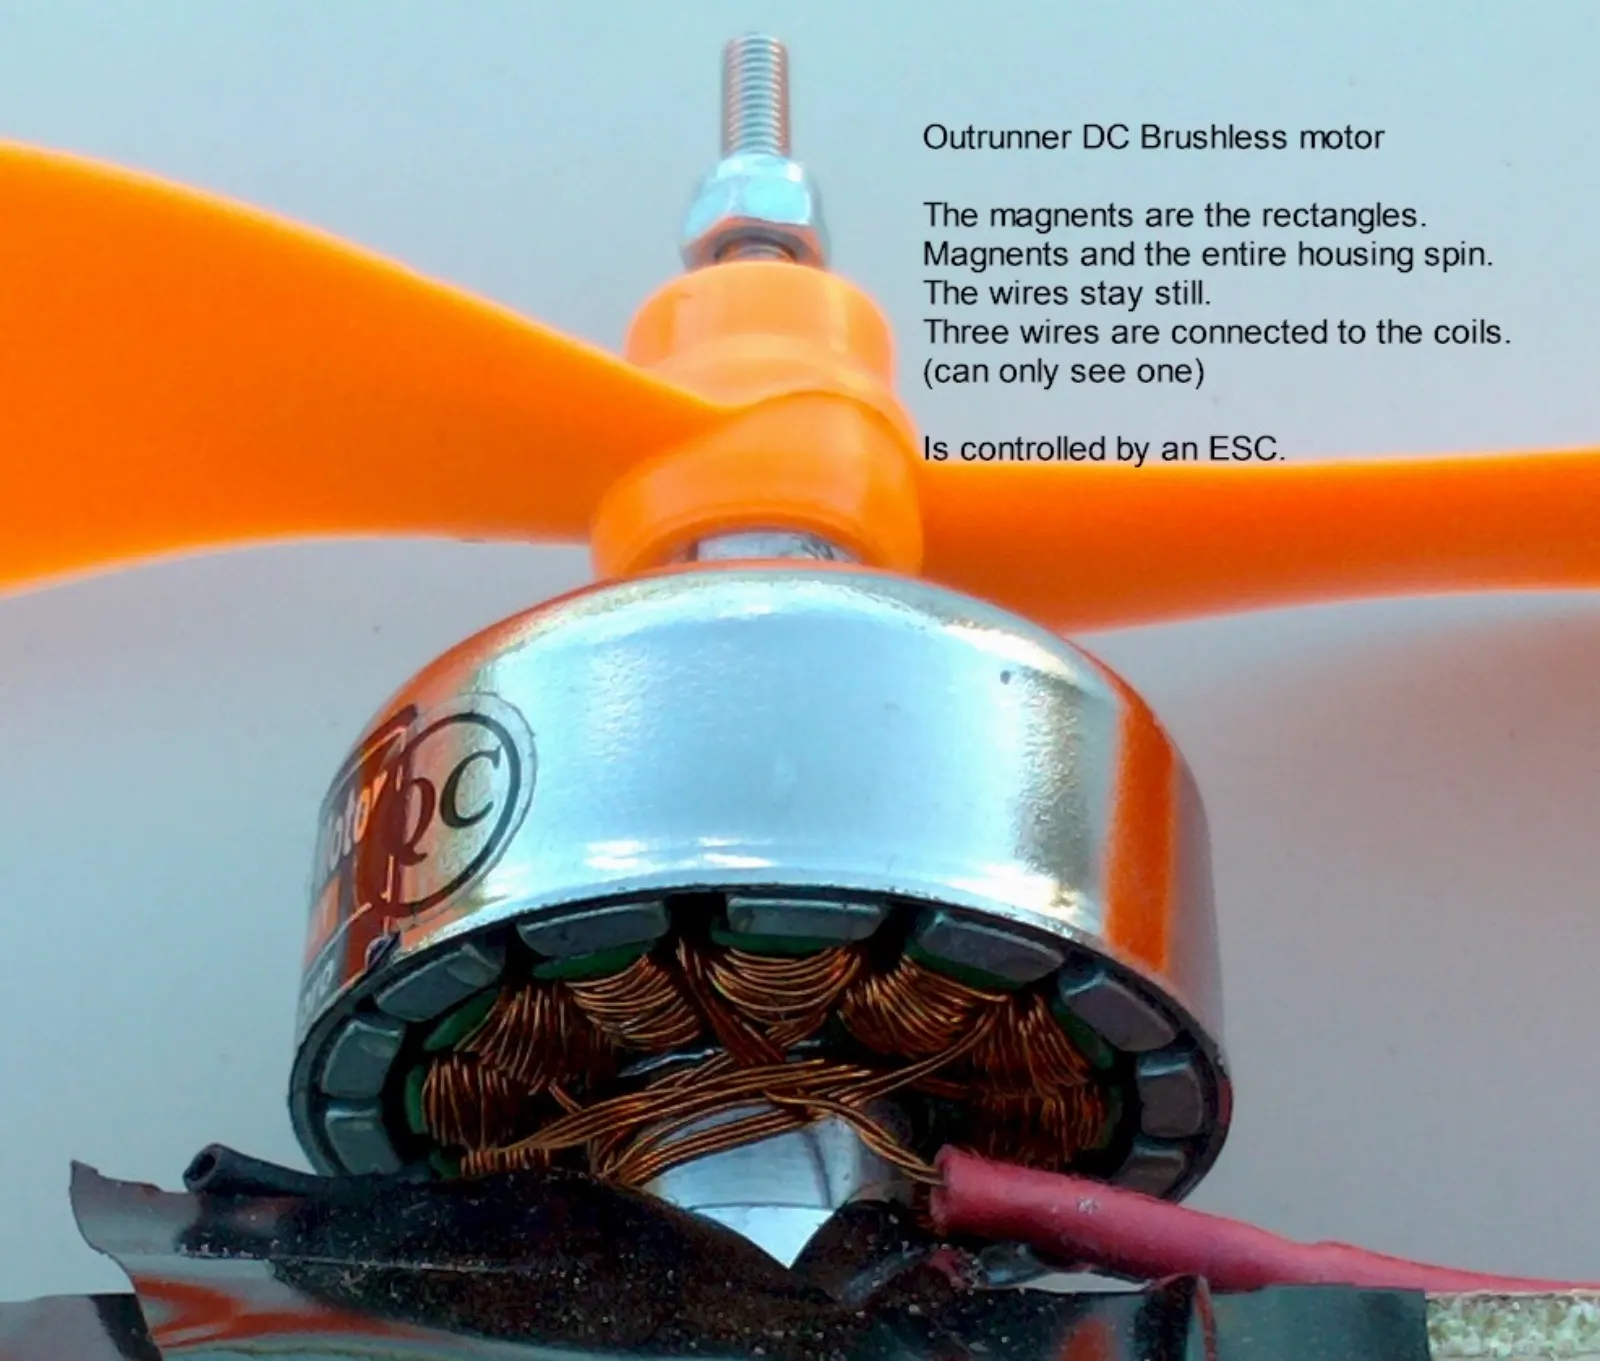 Outrunner DC Brushless motor
The magnents are the rectangles.
Magnents and the entire housing spin.
The wires stay still.
Three wires are connected to the coils.
(can only see one)
Is controlled by an ESC.
QC